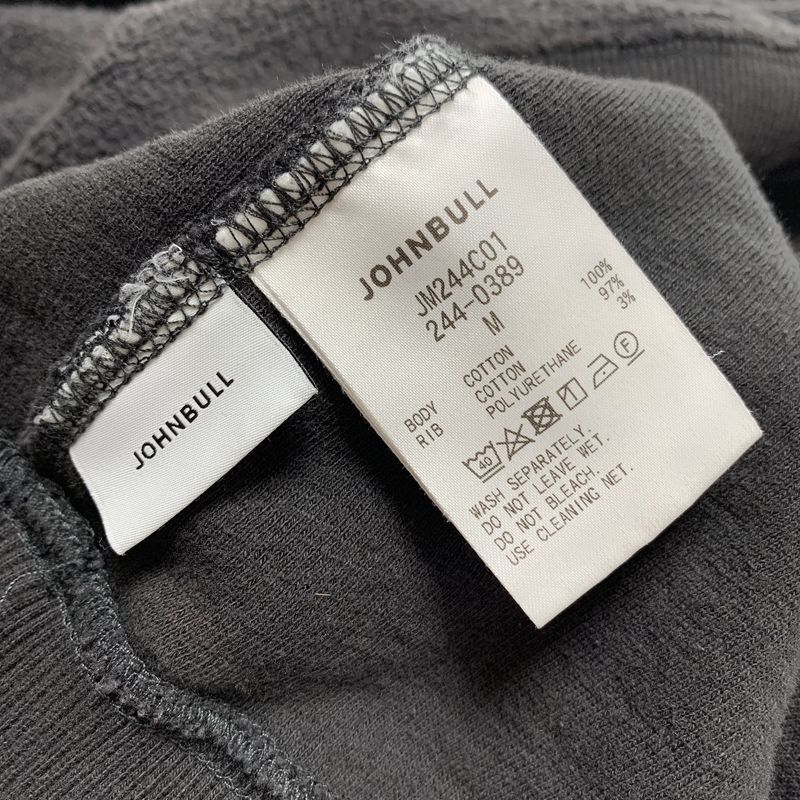 JOHNBULL
JOHNBULL
JM244C01
244-0389
M
BODY COTTON 100%
RIB COTTON 97%
POLYURETHANE 3%
40 F
WASH SEPARATELY.
DO NOT LEAVE WET.
DO NOT BLEACH.
USE CLEANING NET.